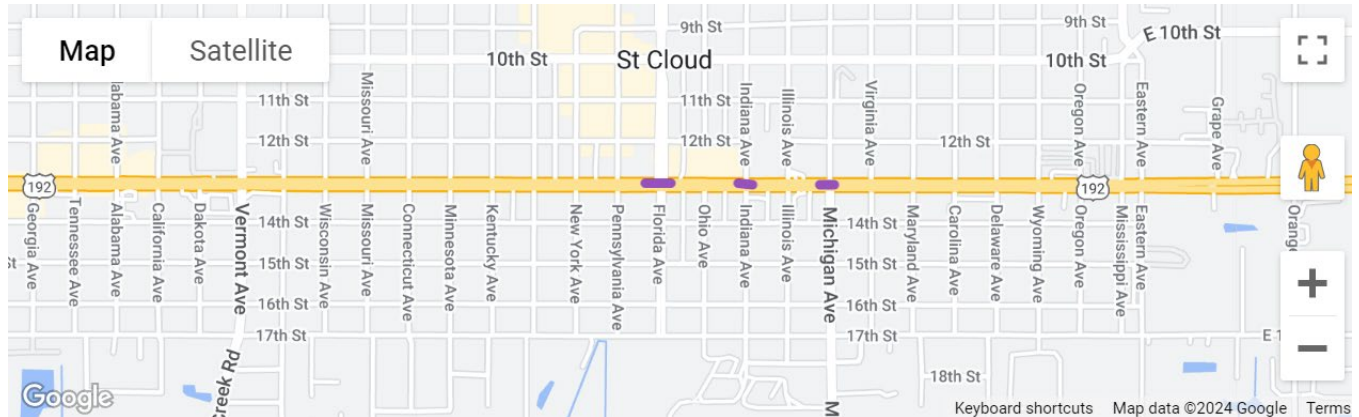 Map
Satellite
9th St
9th St
E 10th St
10th St
St Cloud
10th St
11th St
11th St
12th St
12th St
12th St
labama Ave
Missouri Ave
Indiana Ave
Illinois Ave
Virginia Ave
Oregon Ave
Eastern Ave
Grape Ave
192
192
Georgia Ave
Tennessee Ave
Alabama Ave
California Ave
Dakota Ave
Vermont Ave
Wisconsin Ave
Missouri Ave
Connecticut Ave
Minnesota Ave
Kentucky Ave
New York Ave
Pennsylvania Ave
Florida Ave
Ohio Ave
Indiana Ave
Illinois Ave
Michigan Ave
Maryland Ave
Carolina Ave
Delaware Ave
Wyoming Ave
Oregon Ave
Mississippi Ave
Eastern Ave
Orange
14th St
14th St
St
15th St
15th St
16th St
16th St
17th St
17th St
E 1
18th St
Creek Rd
M
Google
Keyboard shortcuts
Map data ©2024 Google
Terms